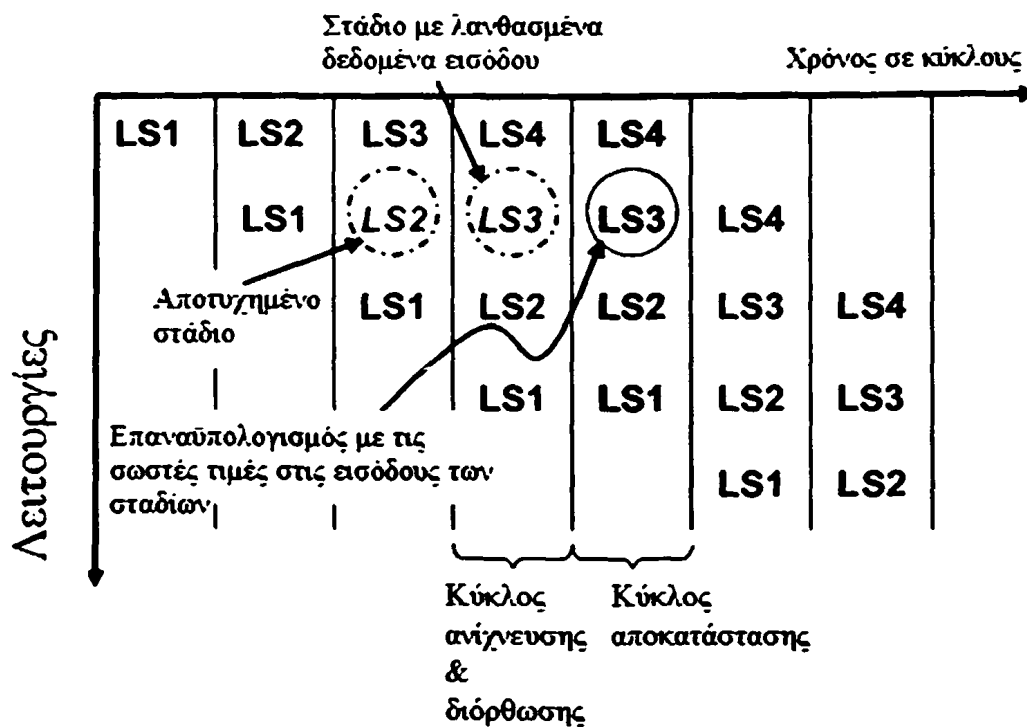 Στάδιο με λανθασμένα
δεδομένα εισόδου
Χρόνος σε κύκλους
LS1 LS2 LS3 LS4 LS4
LS1 LS2 LS3 LS3 LS4
Αποτυχημένο
στάδιο
LS1 LS2 LS2 LS3 LS4
LS1 LS1 LS2 LS3
Επαναϋπολογισμός με τις
σωστές τιμές στις εισόδους των
σταδίων
LS1 LS2
Λειτουργίες
Κύκλος
ανίχνευσης
&
διόρθωσης
Κύκλος
αποκατάστασης